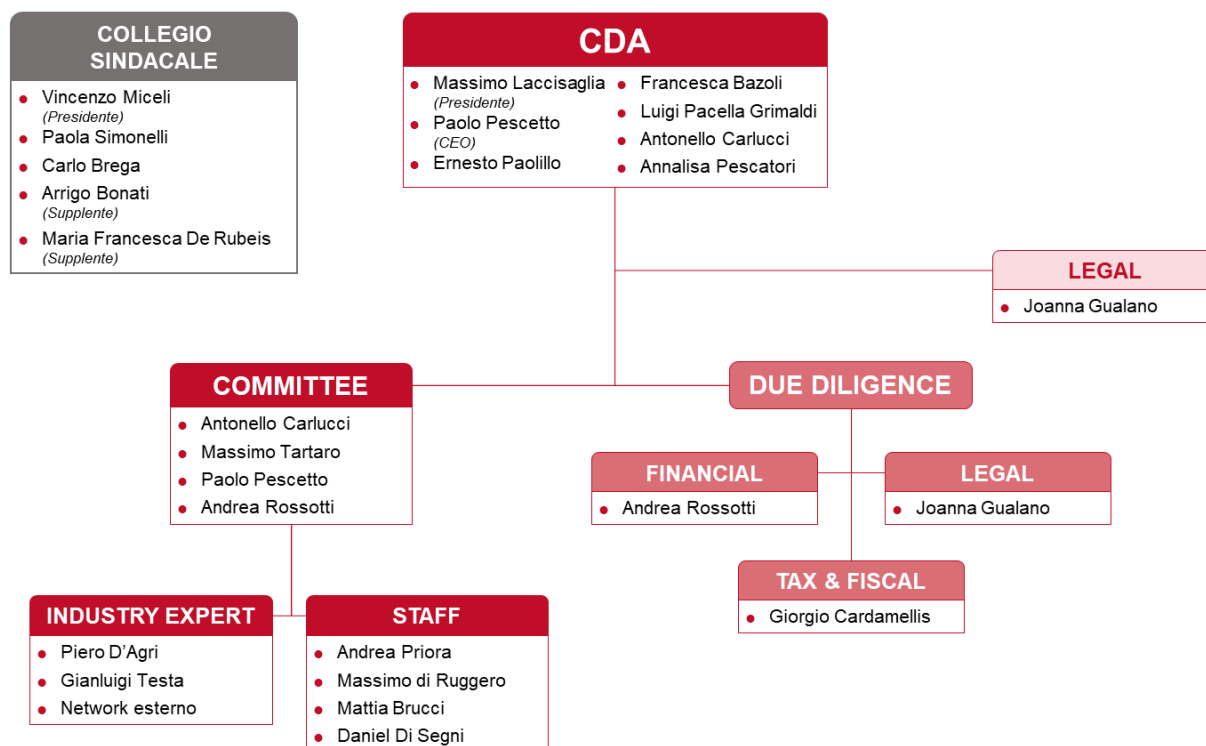 COLLEGIO
SINDACALE
Vincenzo Miceli
(Presidente)
Paola Simonelli
Carlo Brega
Arrigo Bonati
(Supplente)
Maria Francesca De Rubeis
(Supplente)
CDA
Massimo Laccisaglia
(Presidente)
Paolo Pescetto
(CEO)
Ernesto Paolillo
Francesca Bazoli
Luigi Pacella Grimaldi
Antonello Carlucci
Annalisa Pescatori
LEGAL
Joanna Gualano
COMMITTEE
Antonello Carlucci
Massimo Tartaro
Paolo Pescetto
Andrea Rossotti
DUE DILIGENCE
FINANCIAL
Andrea Rossotti
LEGAL
Joanna Gualano
TAX & FISCAL
Giorgio Cardamellis
INDUSTRY EXPERT
Piero D’Agri
Gianluigi Testa
Network esterno
STAFF
Andrea Priora
Massimo di Ruggero
Mattia Brucci
Daniel Di Segni